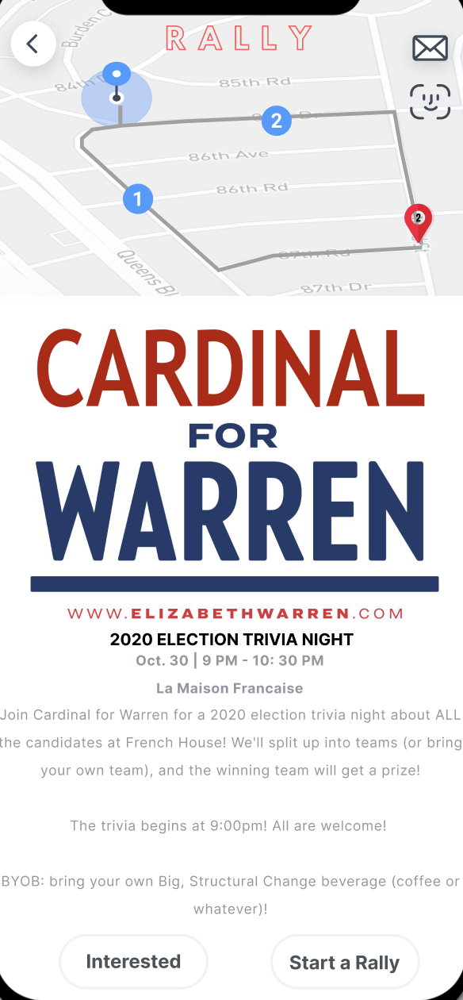 RALLY
Burden C
84th D
85th Rd
2
Dr
86th Ave
86th Rd
1
2
87th Rd
Queens Bl
87th Dr
CARDINAL
FOR
WARREN
WWW.ELIZABETHWARREN.COM
2020 ELECTION TRIVIA NIGHT
Oct. 30 | 9 PM - 10: 30 PM
La Maison Francaise
Join Cardinal for Warren for a 2020 election trivia night about ALL
the candidates at French House! We'll split up into teams (or bring
your own team), and the winning team will get a prize!
The trivia begins at 9:00pm! All are welcome!
BYOB: bring your own Big, Structural Change beverage (coffee or
whatever)!
Interested
Start a Rally